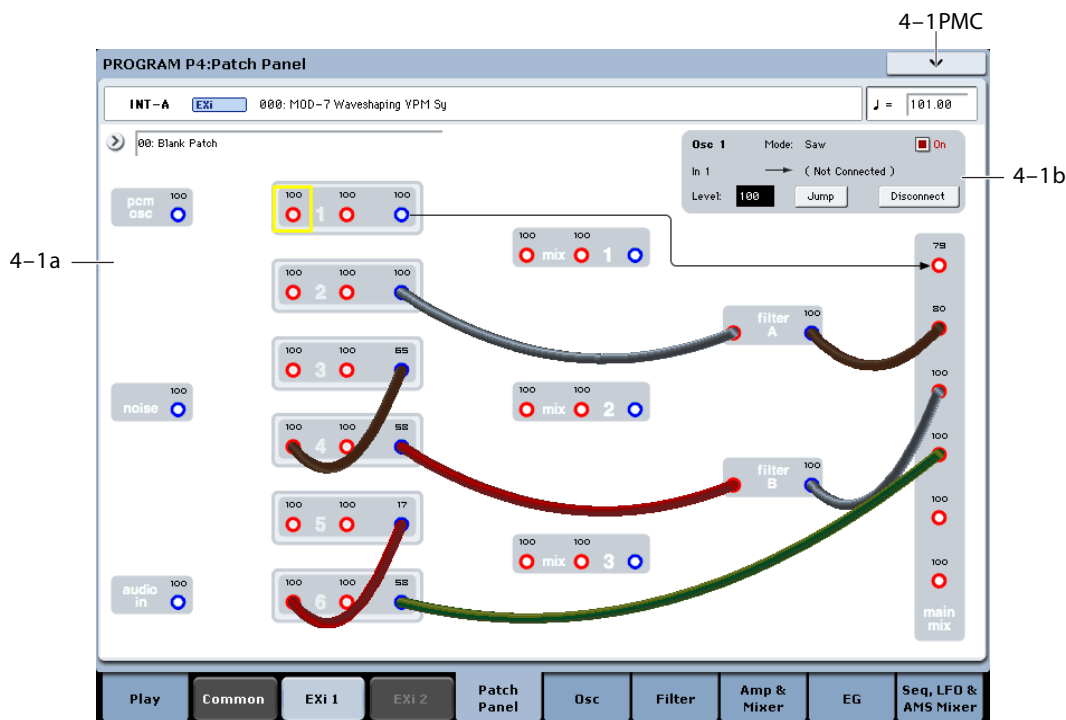 4–1PMC
PROGRAM P4:Patch Panel
INT-A EXi 000: MOD-7 Waveshaping VPM Sy ♩ = 101.00
00: Blank Patch
Osc 1 Mode: Saw On
In 1 → ( Not Connected )
Level: 100 Jump Disconnect
4–1b
4–1a
pcm osc 100
100 100 100
1
100 100
mix 1
79
100 100 100
2
filter A 100
80
100 100 65
3
100
noise 100
100 100
mix 2
100 100 58
4
100
filter B 100
100 100 17
5
100
100 100
mix 3
audio in 100
100 100 58
6
100
main mix
Play Common EXi 1 EXi 2 Patch Panel Osc Filter Amp & Mixer EG Seq, LFO & AMS Mixer